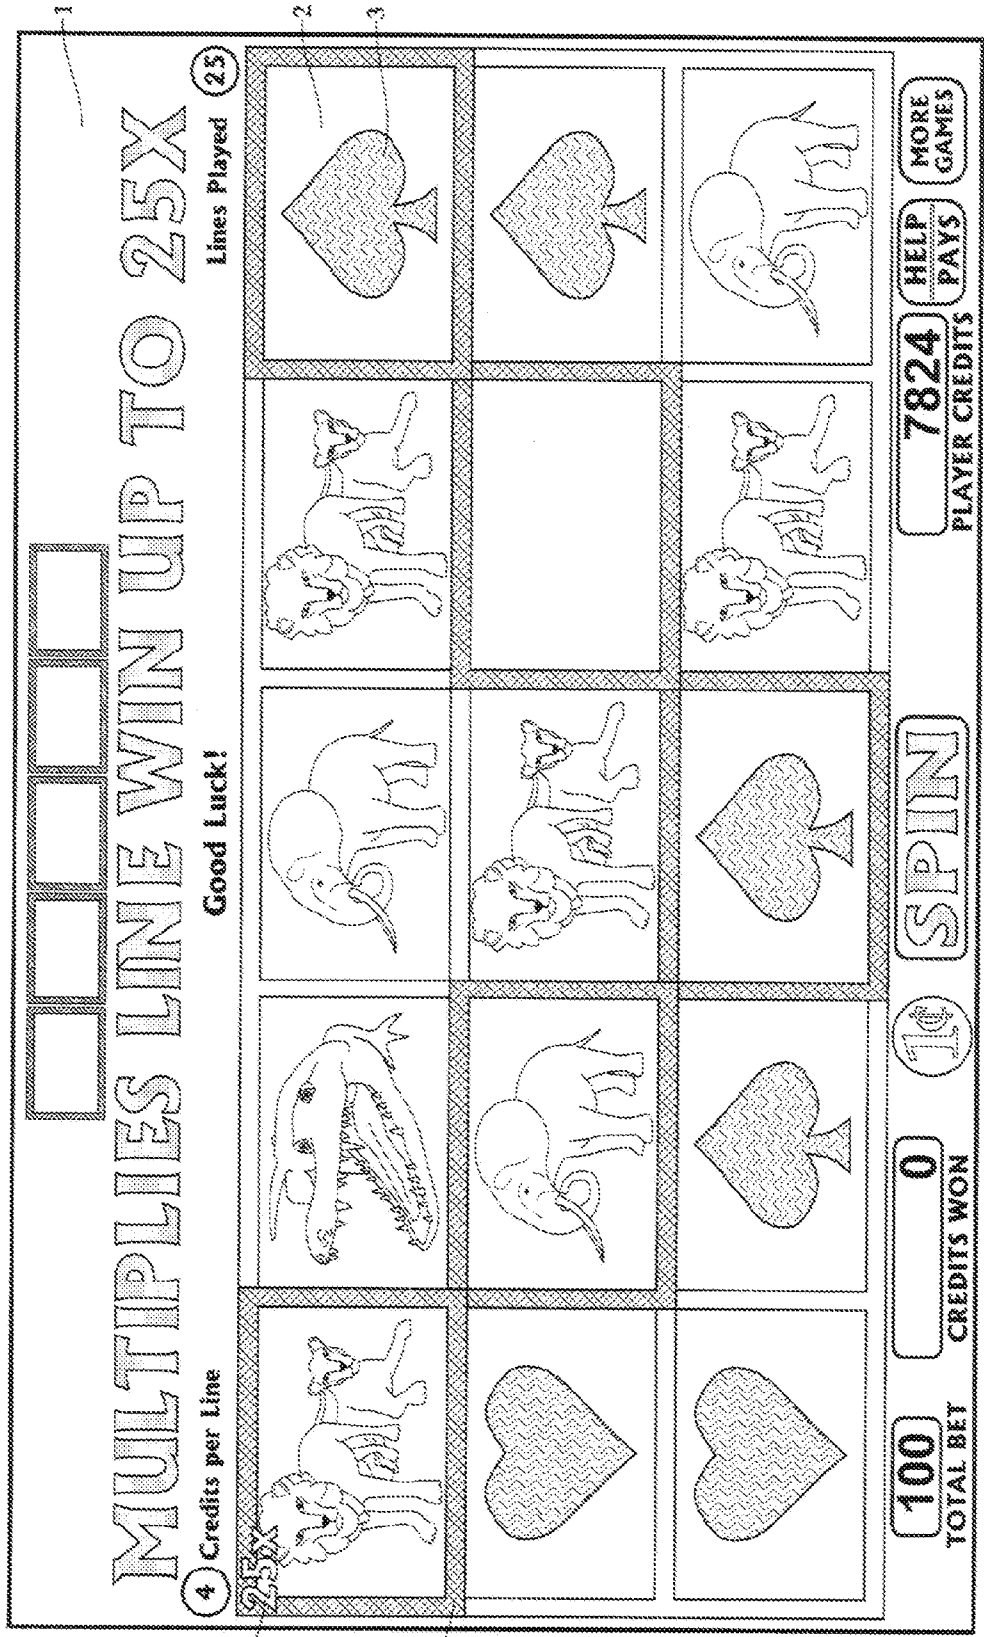 1
2
3
MULTIPLIES LINE WIN UP TO 25X
4 Credits per Line
Good Luck!
Lines Played 25
25X
100
TOTAL BET
0
CREDITS WON
1¢
SPIN
7824
PLAYER CREDITS
HELP
PAYS
MORE
GAMES